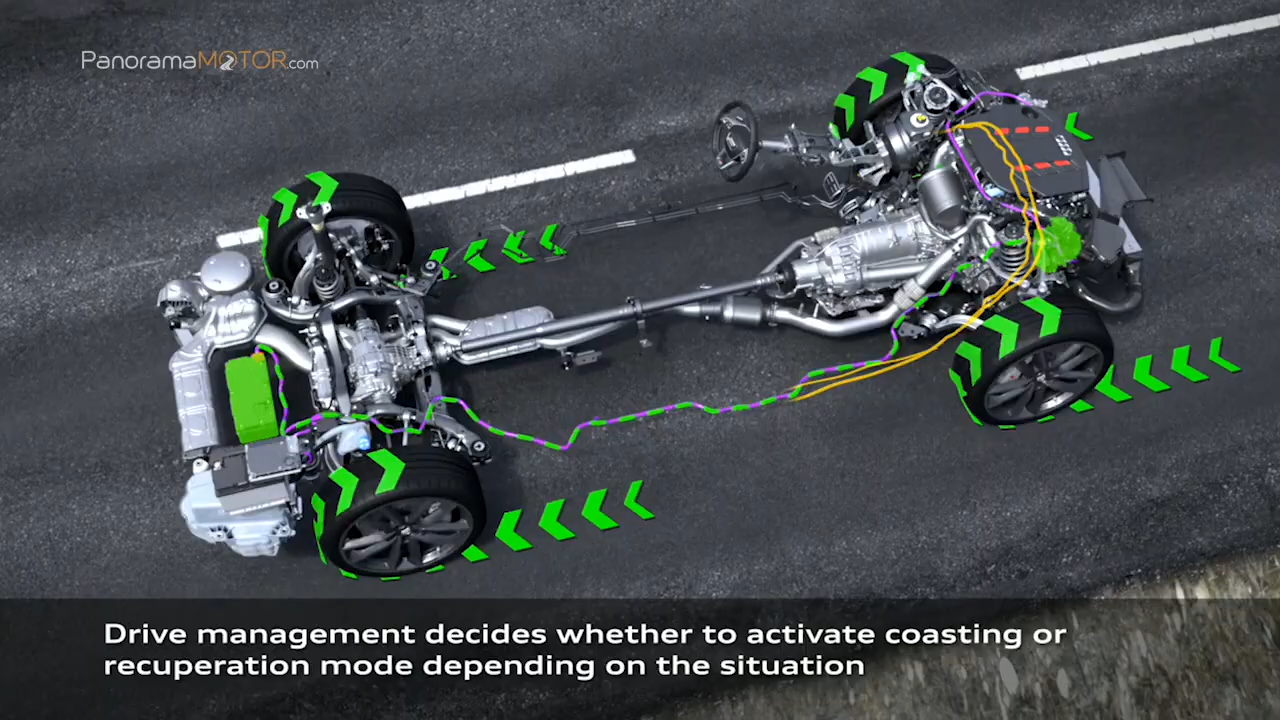 PanoramaMOTOR.com
Drive management decides whether to activate coasting or
recuperation mode depending on the situation